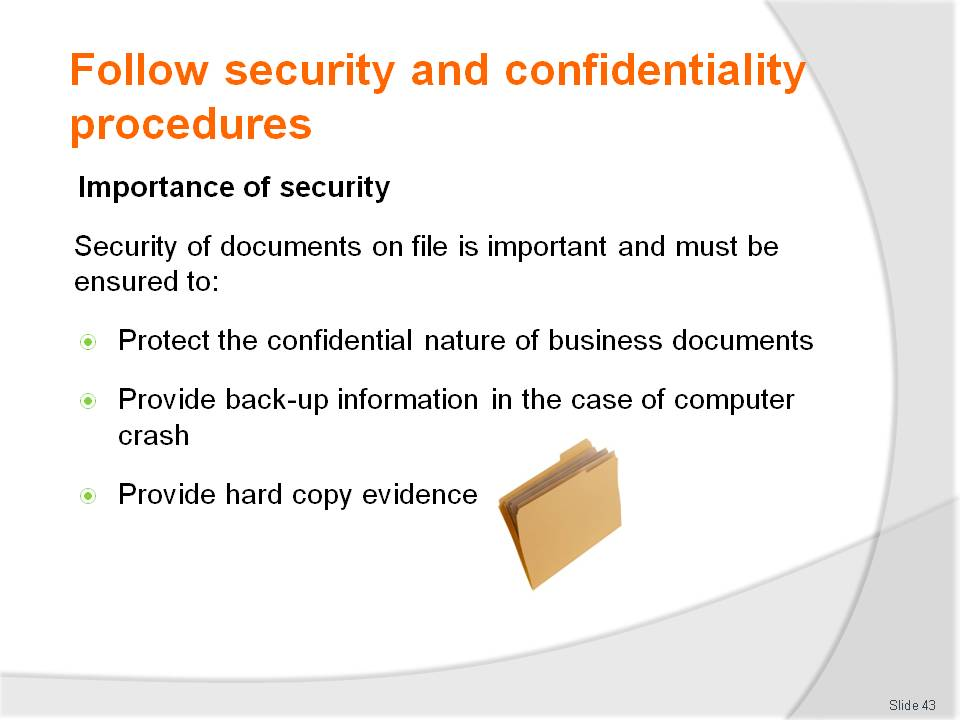 Follow security and confidentiality
procedures
Importance of security
Security of documents on file is important and must be
ensured to:
Protect the confidential nature of business documents
Provide back-up information in the case of computer
crash
Provide hard copy evidence
Slide 43